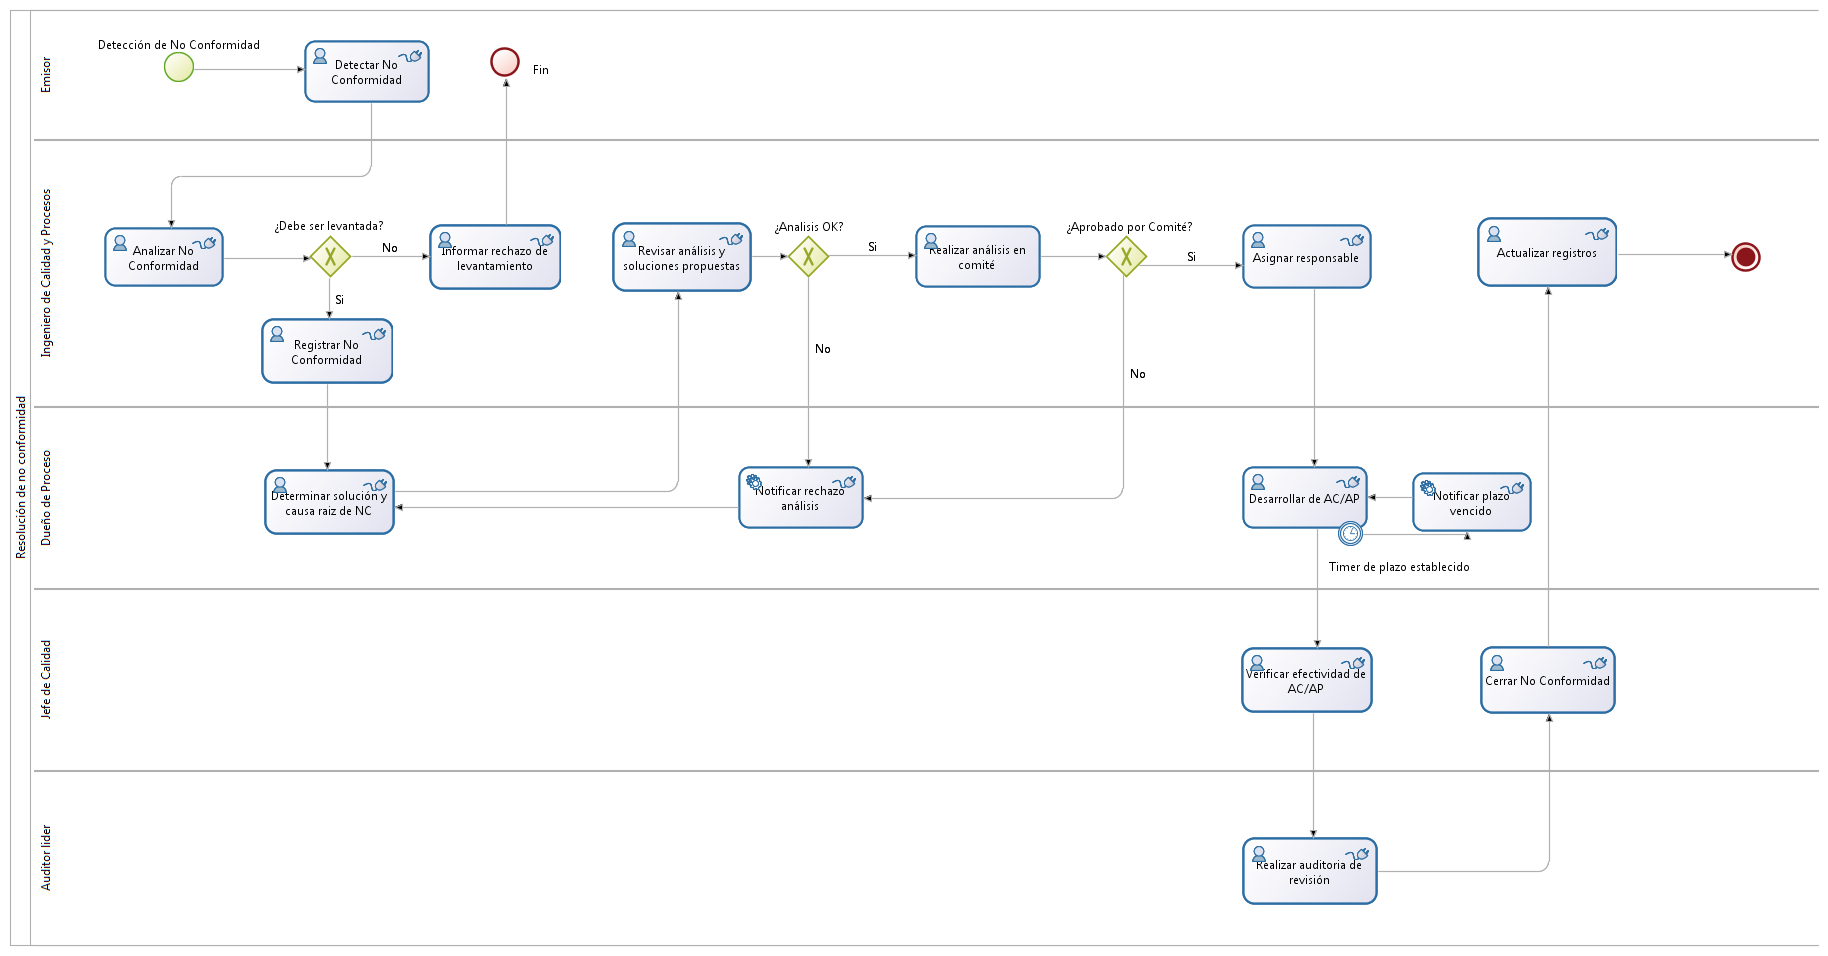 Resolución de no conformidad
Emisor
Detección de No Conformidad
Detectar No
Conformidad
Fin
Ingeniero de Calidad y Procesos
Analizar No
Conformidad
¿Debe ser levantada?
No
Si
Informar rechazo de
levantamiento
Registrar No
Conformidad
Revisar análisis y
soluciones propuestas
¿Analisis OK?
Si
No
Realizar análisis en
comité
¿Aprobado por Comité?
Si
No
Asignar responsable
Actualizar registros
Dueño de Proceso
Determinar solución y
causa raiz de NC
Notificar rechazo
análisis
Desarrollar de AC/AP
Notificar plazo
vencido
Timer de plazo establecido
Jefe de Calidad
Verificar efectividad de
AC/AP
Cerrar No Conformidad
Auditor lider
Realizar auditoria de
revisión